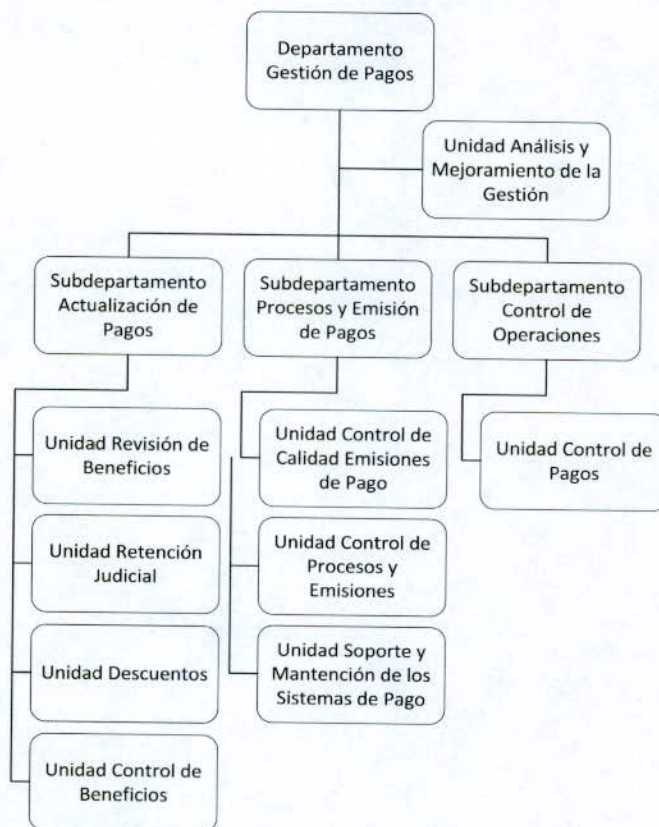 Departamento
Gestión de Pagos
Unidad Análisis y
Mejoramiento de la
Gestión
Subdepartamento
Actualización de
Pagos
Subdepartamento
Procesos y Emisión
de Pagos
Subdepartamento
Control de
Operaciones
Unidad Revisión de
Beneficios
Unidad Retención
Judicial
Unidad Descuentos
Unidad Control de
Beneficios
Unidad Control de
Calidad Emisiones
de Pago
Unidad Control de
Procesos y
Emisiones
Unidad Soporte y
Mantención de los
Sistemas de Pago
Unidad Control de
Pagos